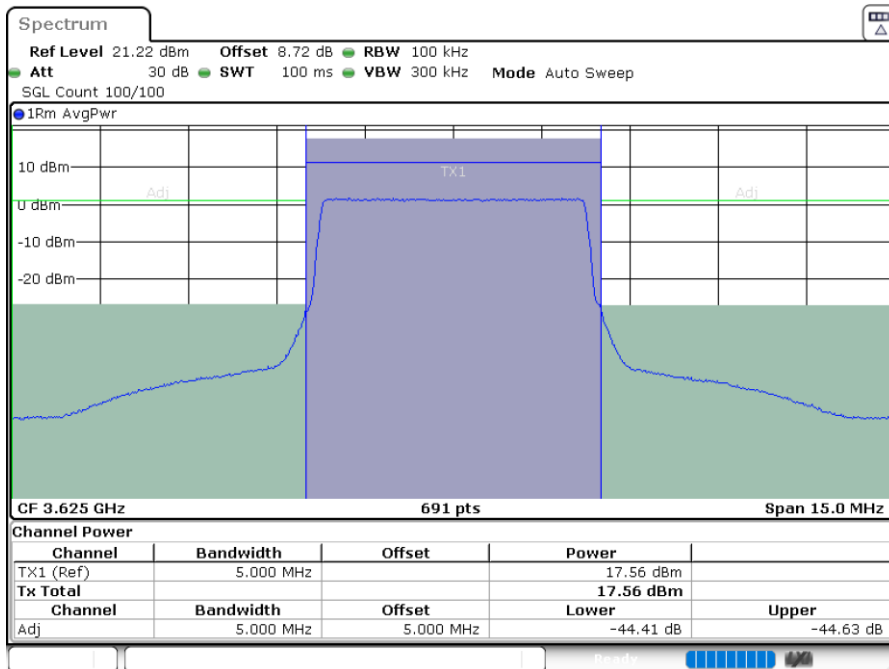 Spectrum
Ref Level 21.22 dBm Offset 8.72 dB RBW 100 kHz
Att 30 dB SWT 100 ms VBW 300 kHz Mode Auto Sweep
SGL Count 100/100
1Rm AvgPwr
10 dBm
TX1
Adj Adj
0 dBm
-10 dBm
-20 dBm
CF 3.625 GHz 691 pts Span 15.0 MHz
Channel Power
Channel Bandwidth Offset Power
TX1 (Ref) 5.000 MHz 17.56 dBm
Tx Total 17.56 dBm
Channel Bandwidth Offset Lower Upper
Adj 5.000 MHz 5.000 MHz -44.41 dB -44.63 dB
Ready